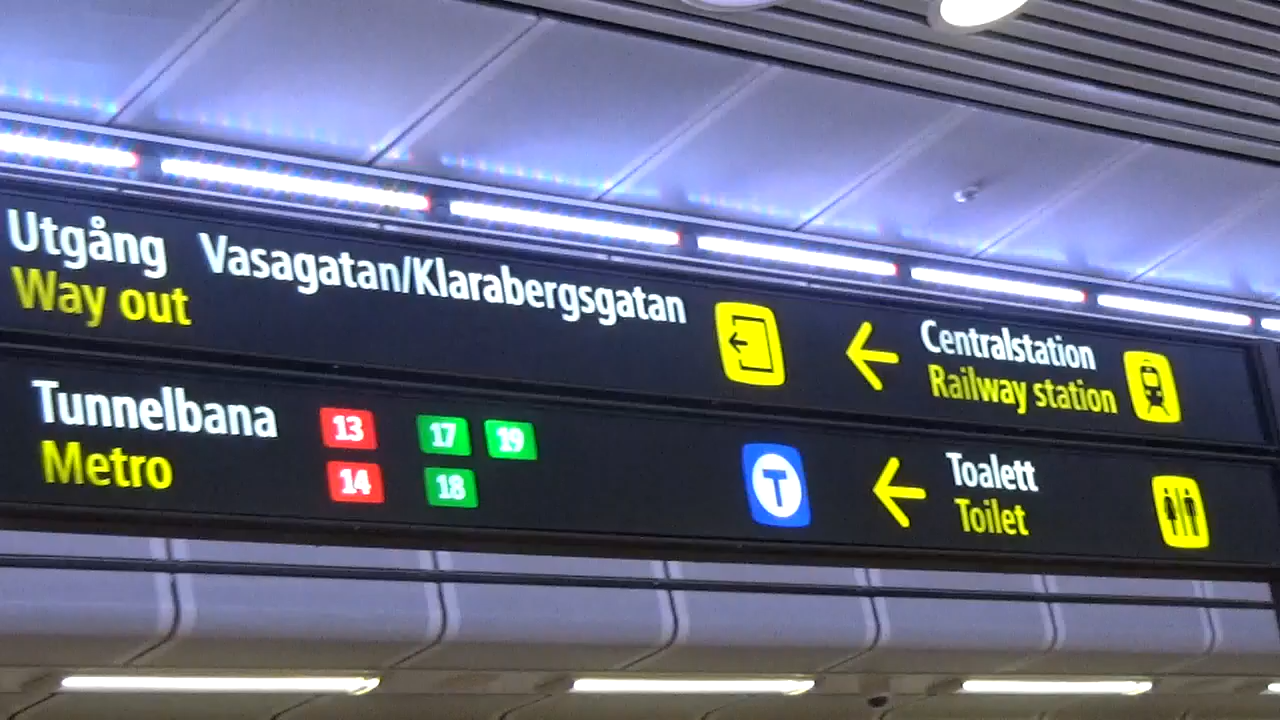 Utgång Vasagatan/Klarabergsgatan
Way out
Centralstation
Railway station
Tunnelbana 13 17 19
Metro 14 18
T
Toalett
Toilet